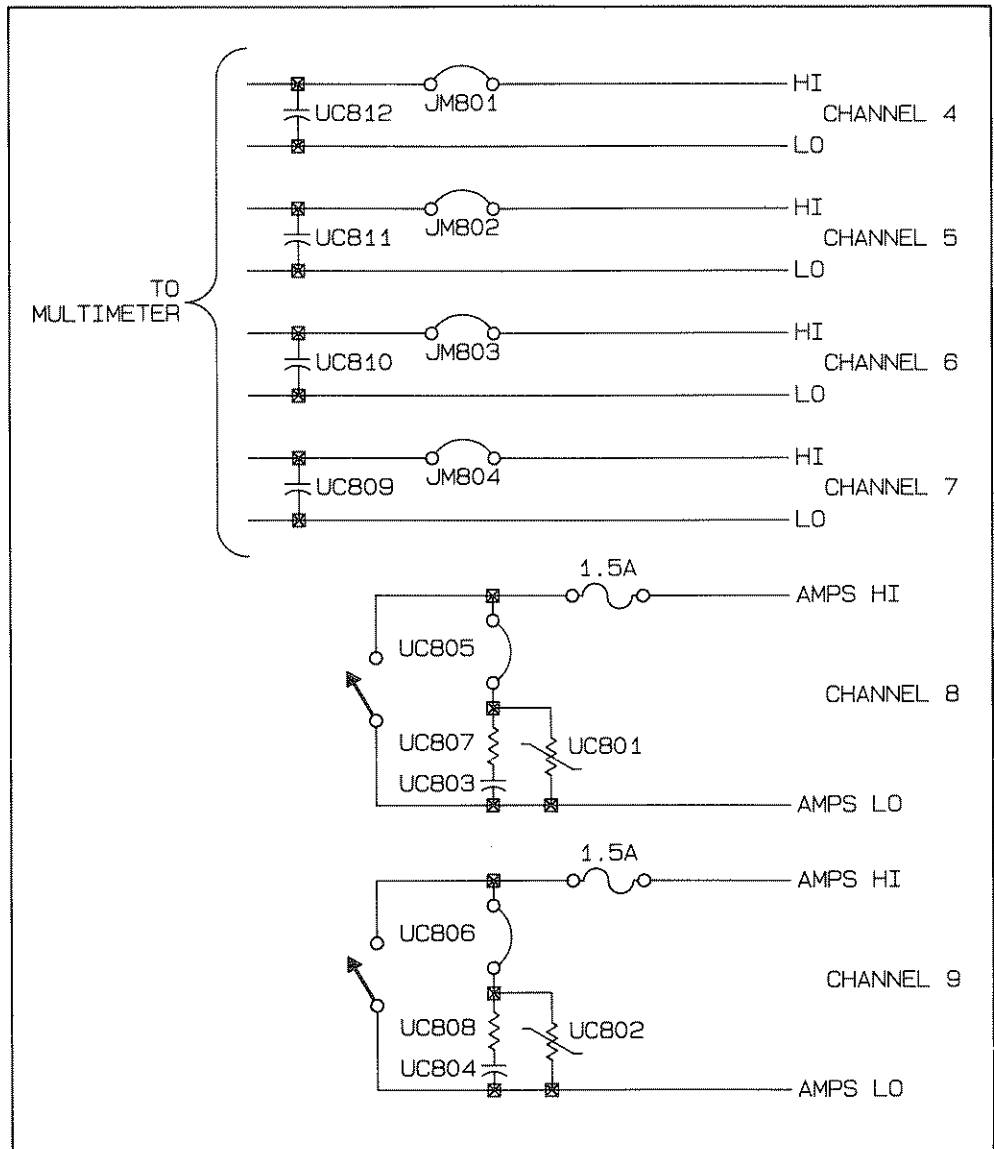 HI
UC812
JM801
CHANNEL 4
LO
HI
UC811
JM802
CHANNEL 5
LO
TO
MULTIMETER
HI
UC810
JM803
CHANNEL 6
LO
HI
UC809
JM804
CHANNEL 7
LO
1.5A
AMPS HI
UC805
CHANNEL 8
UC807
UC801
UC803
AMPS LO
1.5A
AMPS HI
UC806
CHANNEL 9
UC808
UC802
UC804
AMPS LO